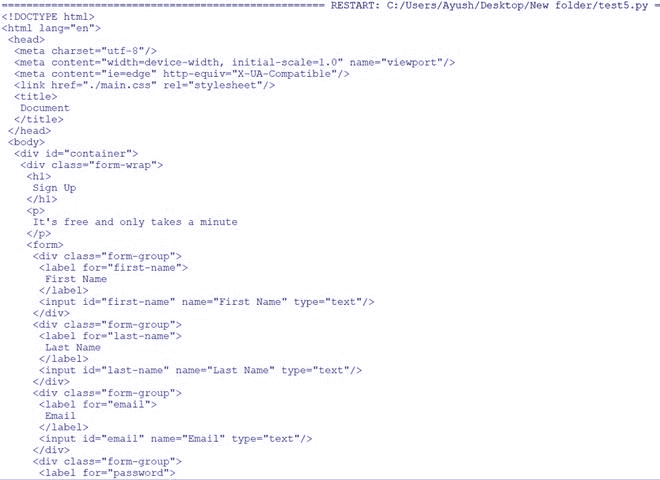 ================================================= RESTART: C:/Users/Ayush/Desktop/New folder/test5.py =
<!DOCTYPE html>
<html lang="en">
 <head>
  <meta charset="utf-8"/>
  <meta content="width=device-width, initial-scale=1.0" name="viewport"/>
  <meta content="ie=edge" http-equiv="X-UA-Compatible"/>
  <link href="./main.css" rel="stylesheet"/>
  <title>
   Document
  </title>
 </head>
 <body>
  <div id="container">
   <div class="form-wrap">
    <h1>
     Sign Up
    </h1>
    <p>
     It's free and only takes a minute
    </p>
    <form>
     <div class="form-group">
      <label for="first-name">
       First Name
      </label>
      <input id="first-name" name="First Name" type="text"/>
     </div>
     <div class="form-group">
      <label for="last-name">
       Last Name
      </label>
      <input id="last-name" name="Last Name" type="text"/>
     </div>
     <div class="form-group">
      <label for="email">
       Email
      </label>
      <input id="email" name="Email" type="text"/>
     </div>
     <div class="form-group">
      <label for="password">